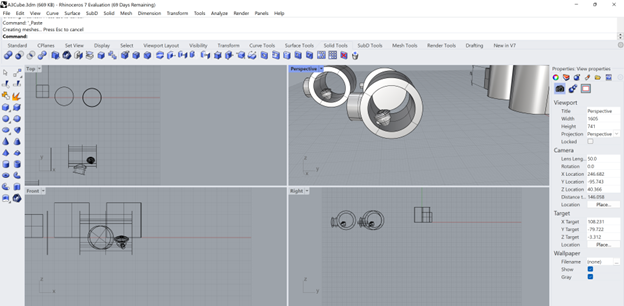 A3Cube.3dm (669 KB) - Rhinoceros 7 Evaluation (69 Days Remaining)
File Edit View Curve Surface SubD Solid Mesh Dimension Transform Tools Analyze Render Panels Help
Command: '_Paste
Creating meshes... Press Esc to cancel
Command:
Standard CPlanes Set View Display Select Viewport Layout Visibility Transform Curve Tools Surface Tools Solid Tools SubD Tools Mesh Tools Render Tools Drafting New in V7
Top
Perspective
Front
Right
Properties: View properties
Viewport
Title Perspective
Width 1605
Height 741
Projection Perspective
Locked
Camera
Lens Leng... 50.0
Rotation 0.0
X Location 246.682
Y Location -95.743
Z Location 40.366
Distance t... 146.058
Location Place...
Target
X Target 108.231
Y Target -79.722
Z Target -3.312
Location Place...
Wallpaper
Filename (none) ...
Show
Gray